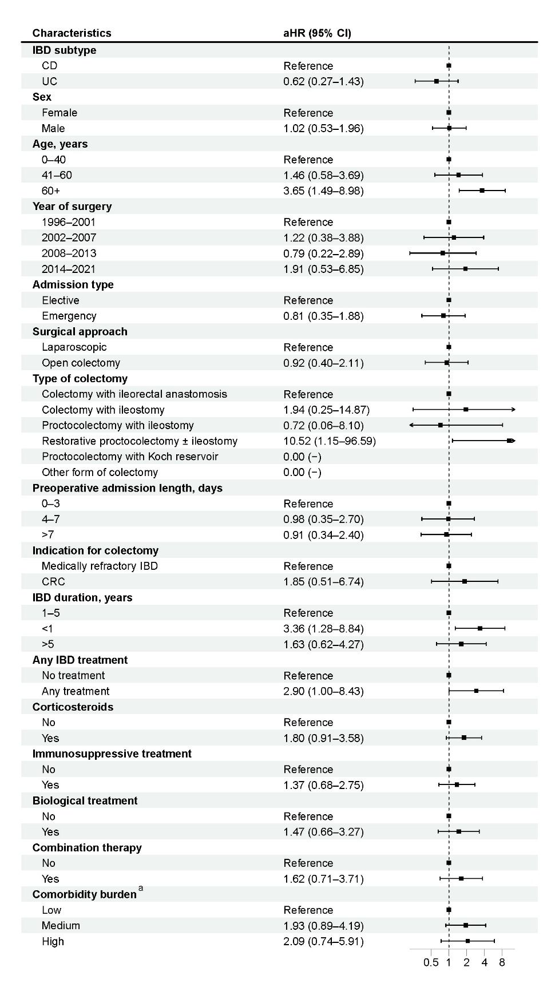 Characteristics aHR (95% CI)
IBD subtype
CD Reference
UC 0.62 (0.27–1.43)
Sex
Female Reference
Male 1.02 (0.53–1.96)
Age, years
0–40 Reference
41–60 1.46 (0.58–3.69)
60+ 3.65 (1.49–8.98)
Year of surgery
1996–2001 Reference
2002–2007 1.22 (0.38–3.88)
2008–2013 0.79 (0.22–2.89)
2014–2021 1.91 (0.53–6.85)
Admission type
Elective Reference
Emergency 0.81 (0.35–1.88)
Surgical approach
Laparoscopic Reference
Open colectomy 0.92 (0.40–2.11)
Type of colectomy
Colectomy with ileorectal anastomosis Reference
Colectomy with ileostomy 1.94 (0.25–14.87)
Proctocolectomy with ileostomy 0.72 (0.06–8.10)
Restorative proctocolectomy ± ileostomy 10.52 (1.15–96.59)
Proctocolectomy with Koch reservoir 0.00 (−)
Other form of colectomy 0.00 (−)
Preoperative admission length, days
0–3 Reference
4–7 0.98 (0.35–2.70)
>7 0.91 (0.34–2.40)
Indication for colectomy
Medically refractory IBD Reference
CRC 1.85 (0.51–6.74)
IBD duration, years
1–5 Reference
<1 3.36 (1.28–8.84)
>5 1.63 (0.62–4.27)
Any IBD treatment
No treatment Reference
Any treatment 2.90 (1.00–8.43)
Corticosteroids
No Reference
Yes 1.80 (0.91–3.58)
Immunosuppressive treatment
No Reference
Yes 1.37 (0.68–2.75)
Biological treatment
No Reference
Yes 1.47 (0.66–3.27)
Combination therapy
No Reference
Yes 1.62 (0.71–3.71)
Comorbidity burden a
Low Reference
Medium 1.93 (0.89–4.19)
High 2.09 (0.74–5.91)
0.5 1 2 4 8